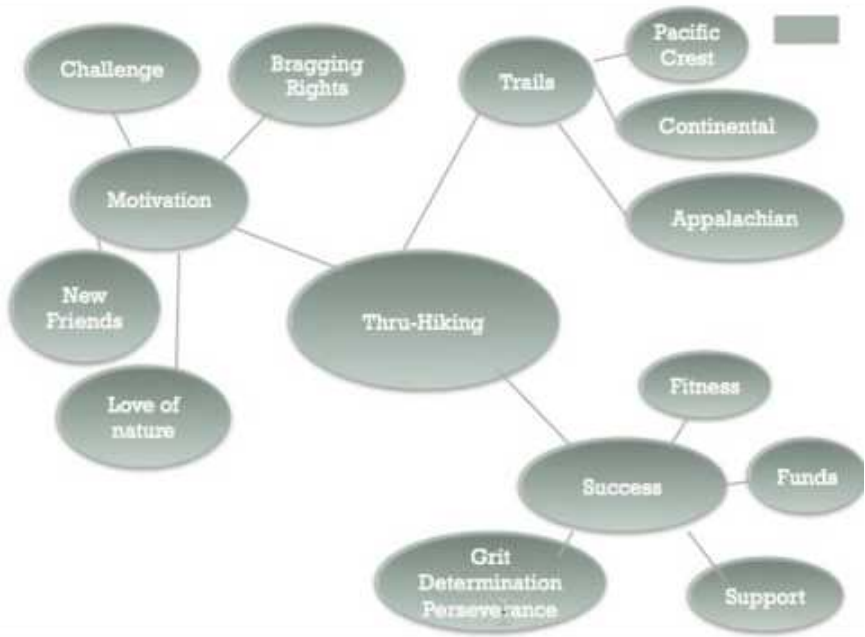 Challenge
Bragging
Rights
Motivation
New
Friends
Love of
nature
Trails
Pacific
Crest
Continental
Appalachian
Thru-Hiking
Success
Fitness
Funds
Support
Grit
Determination
Perseverance